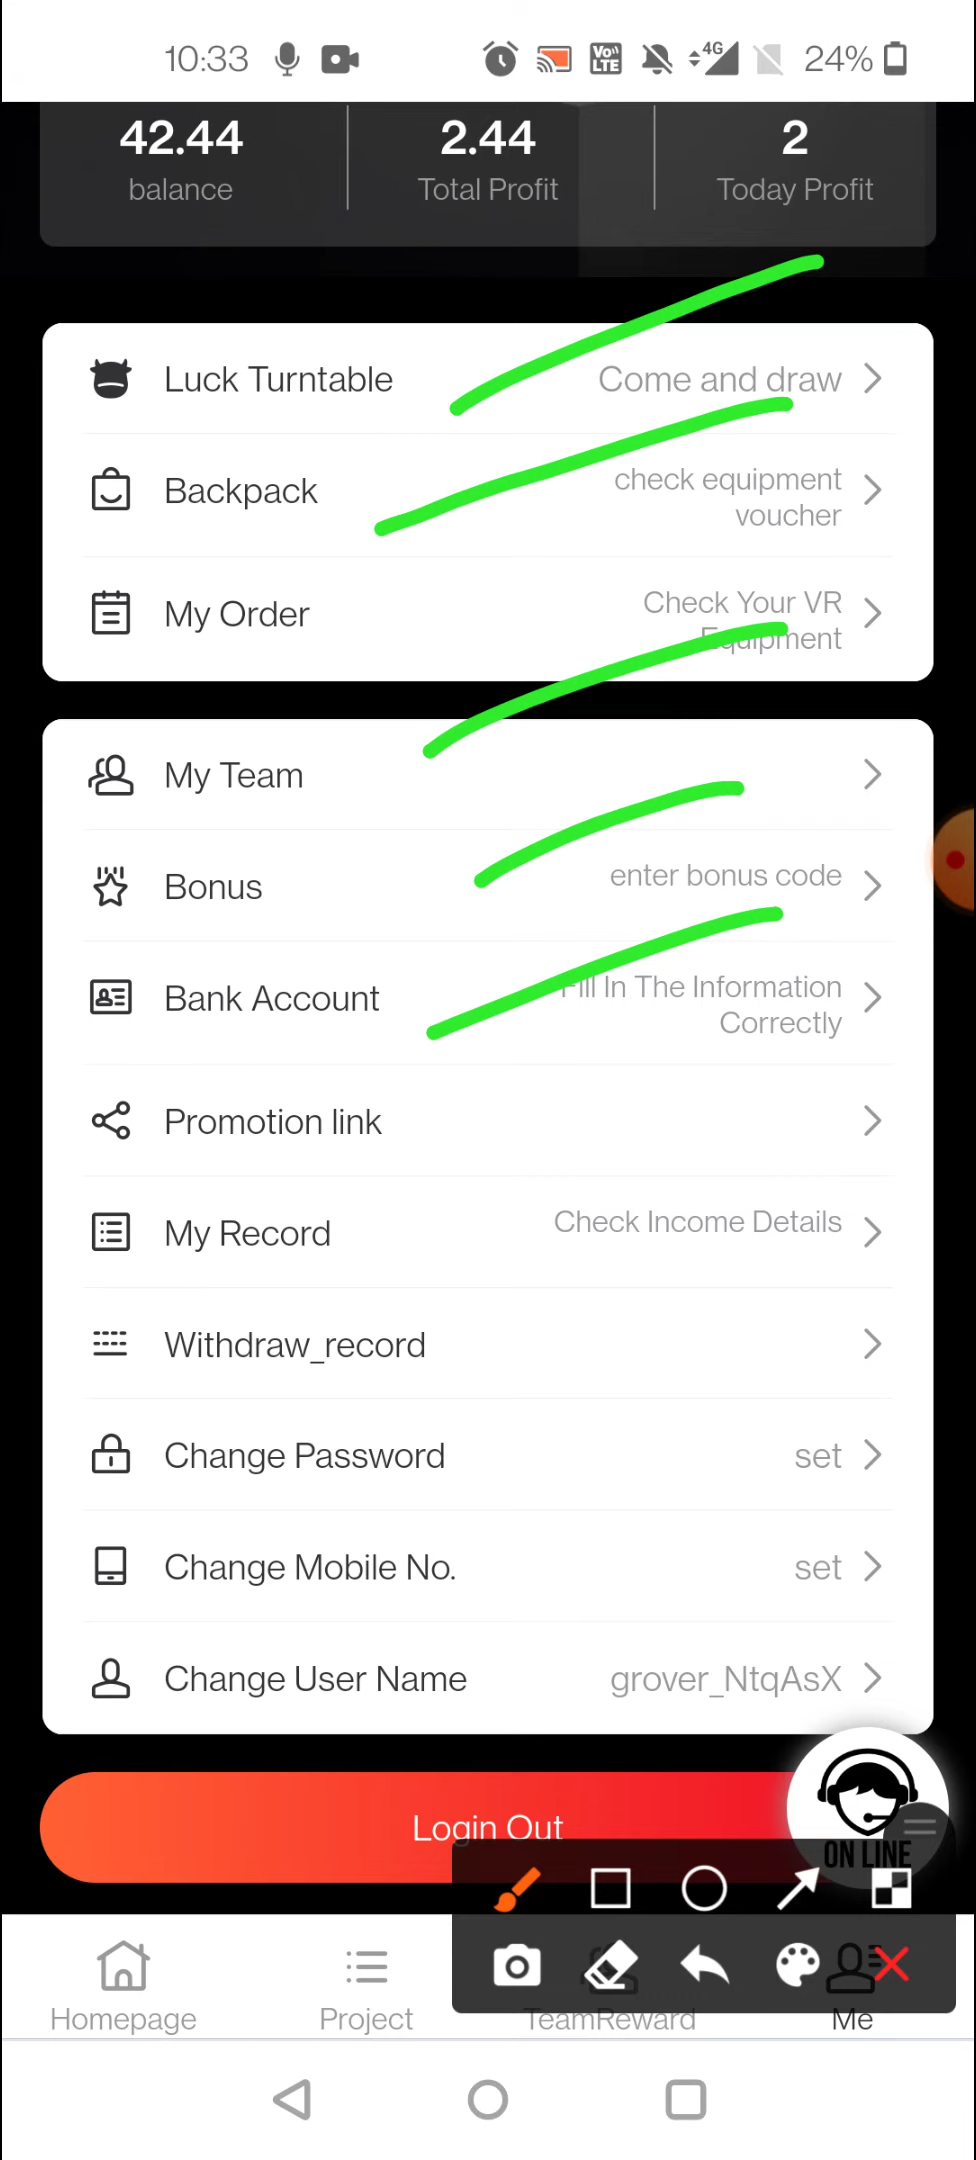 10:33 VoLTE 4G 24%
42.44 2.44 2
balance Total Profit Today Profit
Luck Turntable Come and draw
Backpack check equipment
voucher
My Order Check Your VR
Equipment
My Team
Bonus enter bonus code
Bank Account Fill In The Information
Correctly
Promotion link
My Record Check Income Details
Withdraw_record
Change Password set
Change Mobile No. set
Change User Name grover_NtqAsX
Login Out
ON LINE
Homepage Project TeamReward Me